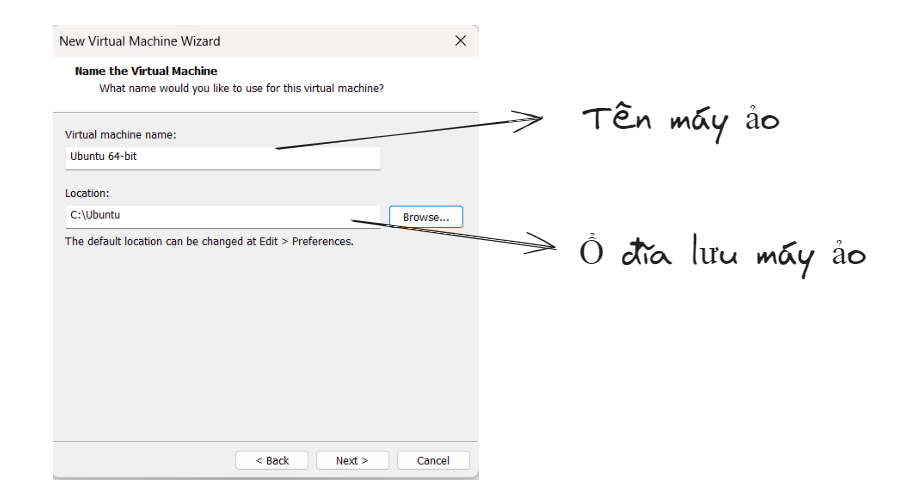 New Virtual Machine Wizard
Name the Virtual Machine
What name would you like to use for this virtual machine?
Virtual machine name:
Ubuntu 64-bit
Tên máy ảo
Location:
C:\Ubuntu
Browse...
The default location can be changed at Edit > Preferences.
Ổ đĩa lưu máy ảo
< Back
Next >
Cancel